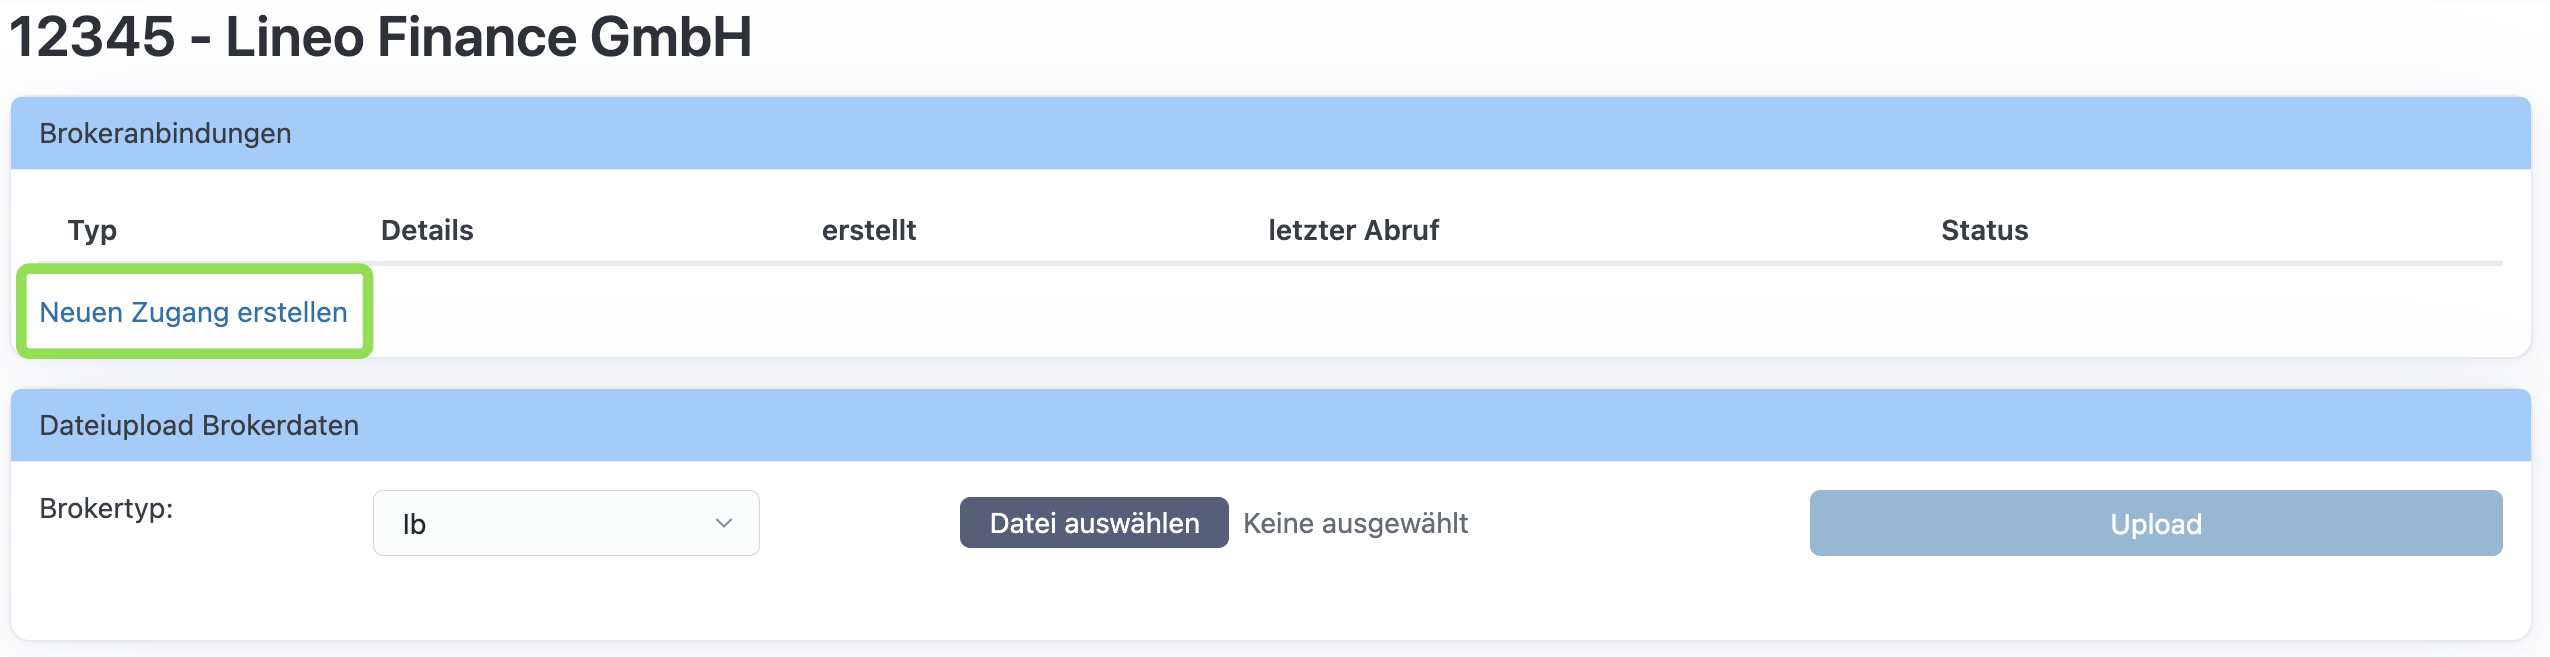 12345 - Lineo Finance GmbH
Brokeranbindungen
Typ Details erstellt letzter Abruf Status
Neuen Zugang erstellen
Dateiupload Brokerdaten
Brokertyp: Ib Datei auswählen Keine ausgewählt Upload